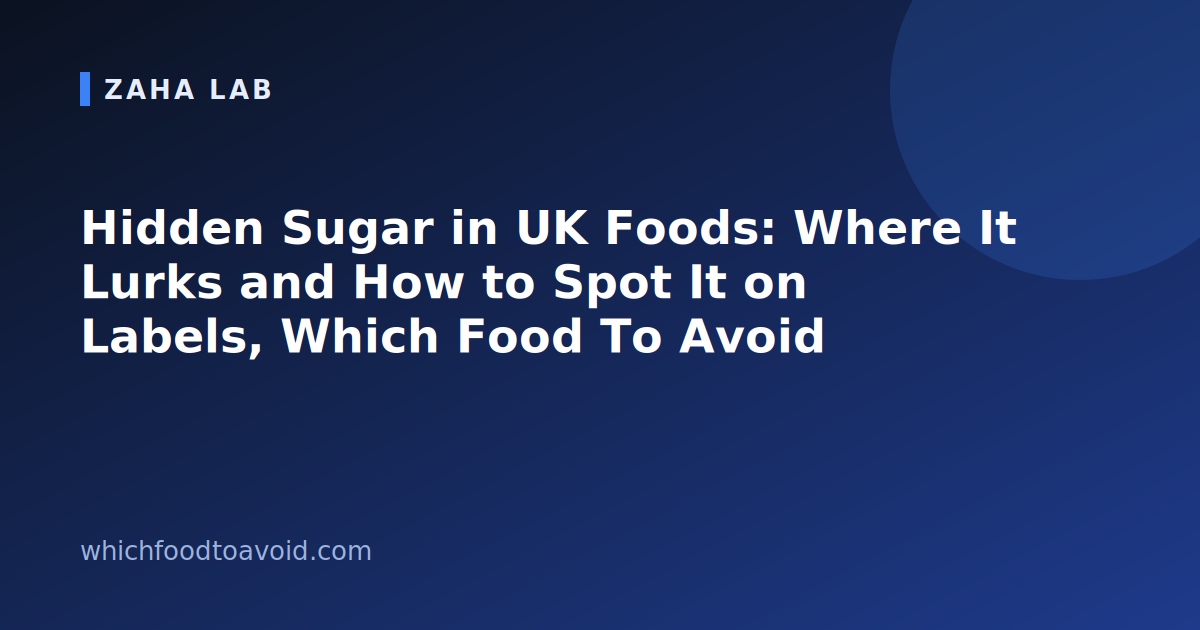 ZAHA LAB
Hidden Sugar in UK Foods: Where It
Lurks and How to Spot It on
Labels, Which Food To Avoid
whichfoodtoavoid.com